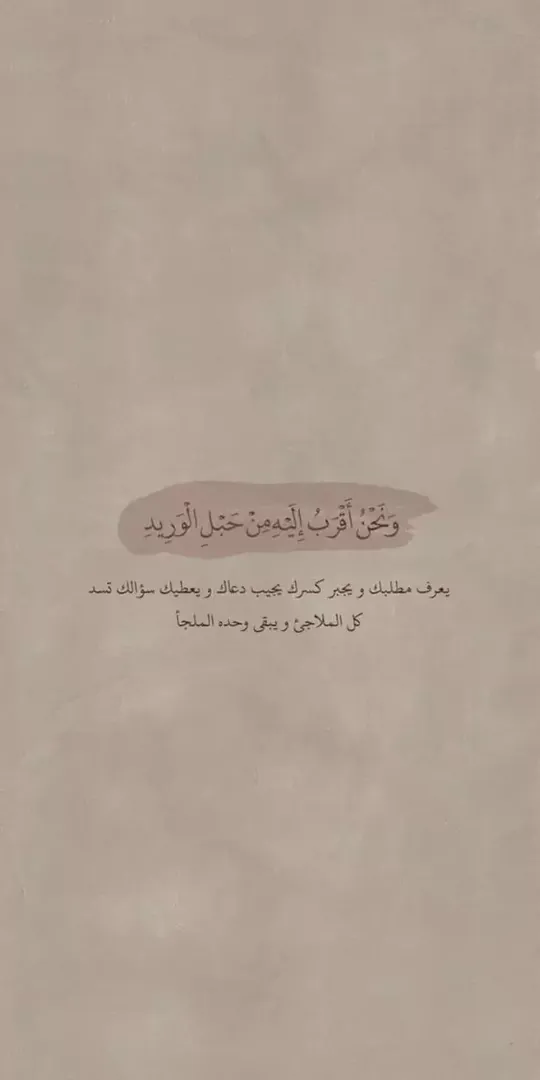 وَنَحْنُ أَقْرَبُ إِلَيْهِ مِنْ حَبْلِ الْوَرِيدِ
يعرف مطلبك و يجبر كسرك يجيب دعاك و يعطيك سؤالك تسد
كل الملاجئ و يبقى وحده الملجأ